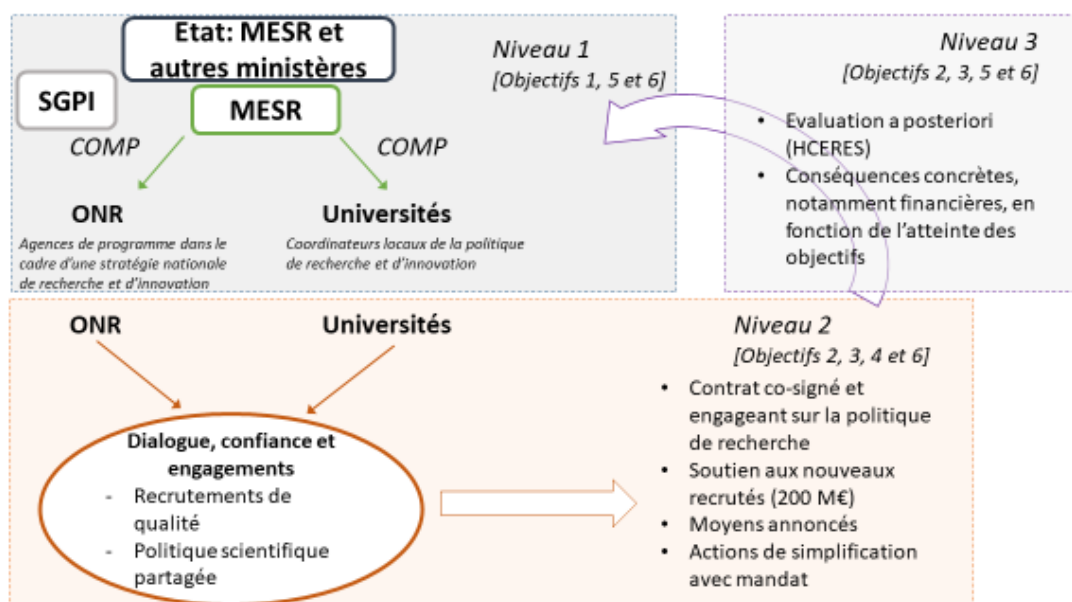 Etat: MESR et
autres ministères
SGPI
MESR
COMP
COMP
ONR
Agences de programme dans le
cadre d'une stratégie nationale
de recherche et d'innovation
Universités
Coordinateurs locaux de la politique
de recherche et d'innovation
Niveau 1
[Objectifs 1, 5 et 6]
Niveau 3
[Objectifs 2, 3, 5 et 6]
• Evaluation a posteriori
(HCERES)
• Conséquences concrètes,
notamment financières, en
fonction de l'atteinte des
objectifs
ONR
Universités
Dialogue, confiance et
engagements
- Recrutements de
qualité
- Politique scientifique
partagée
Niveau 2
[Objectifs 2, 3, 4 et 6]
• Contrat co-signé et
engageant sur la politique
de recherche
• Soutien aux nouveaux
recrutés (200 M€)
• Moyens annoncés
• Actions de simplification
avec mandat